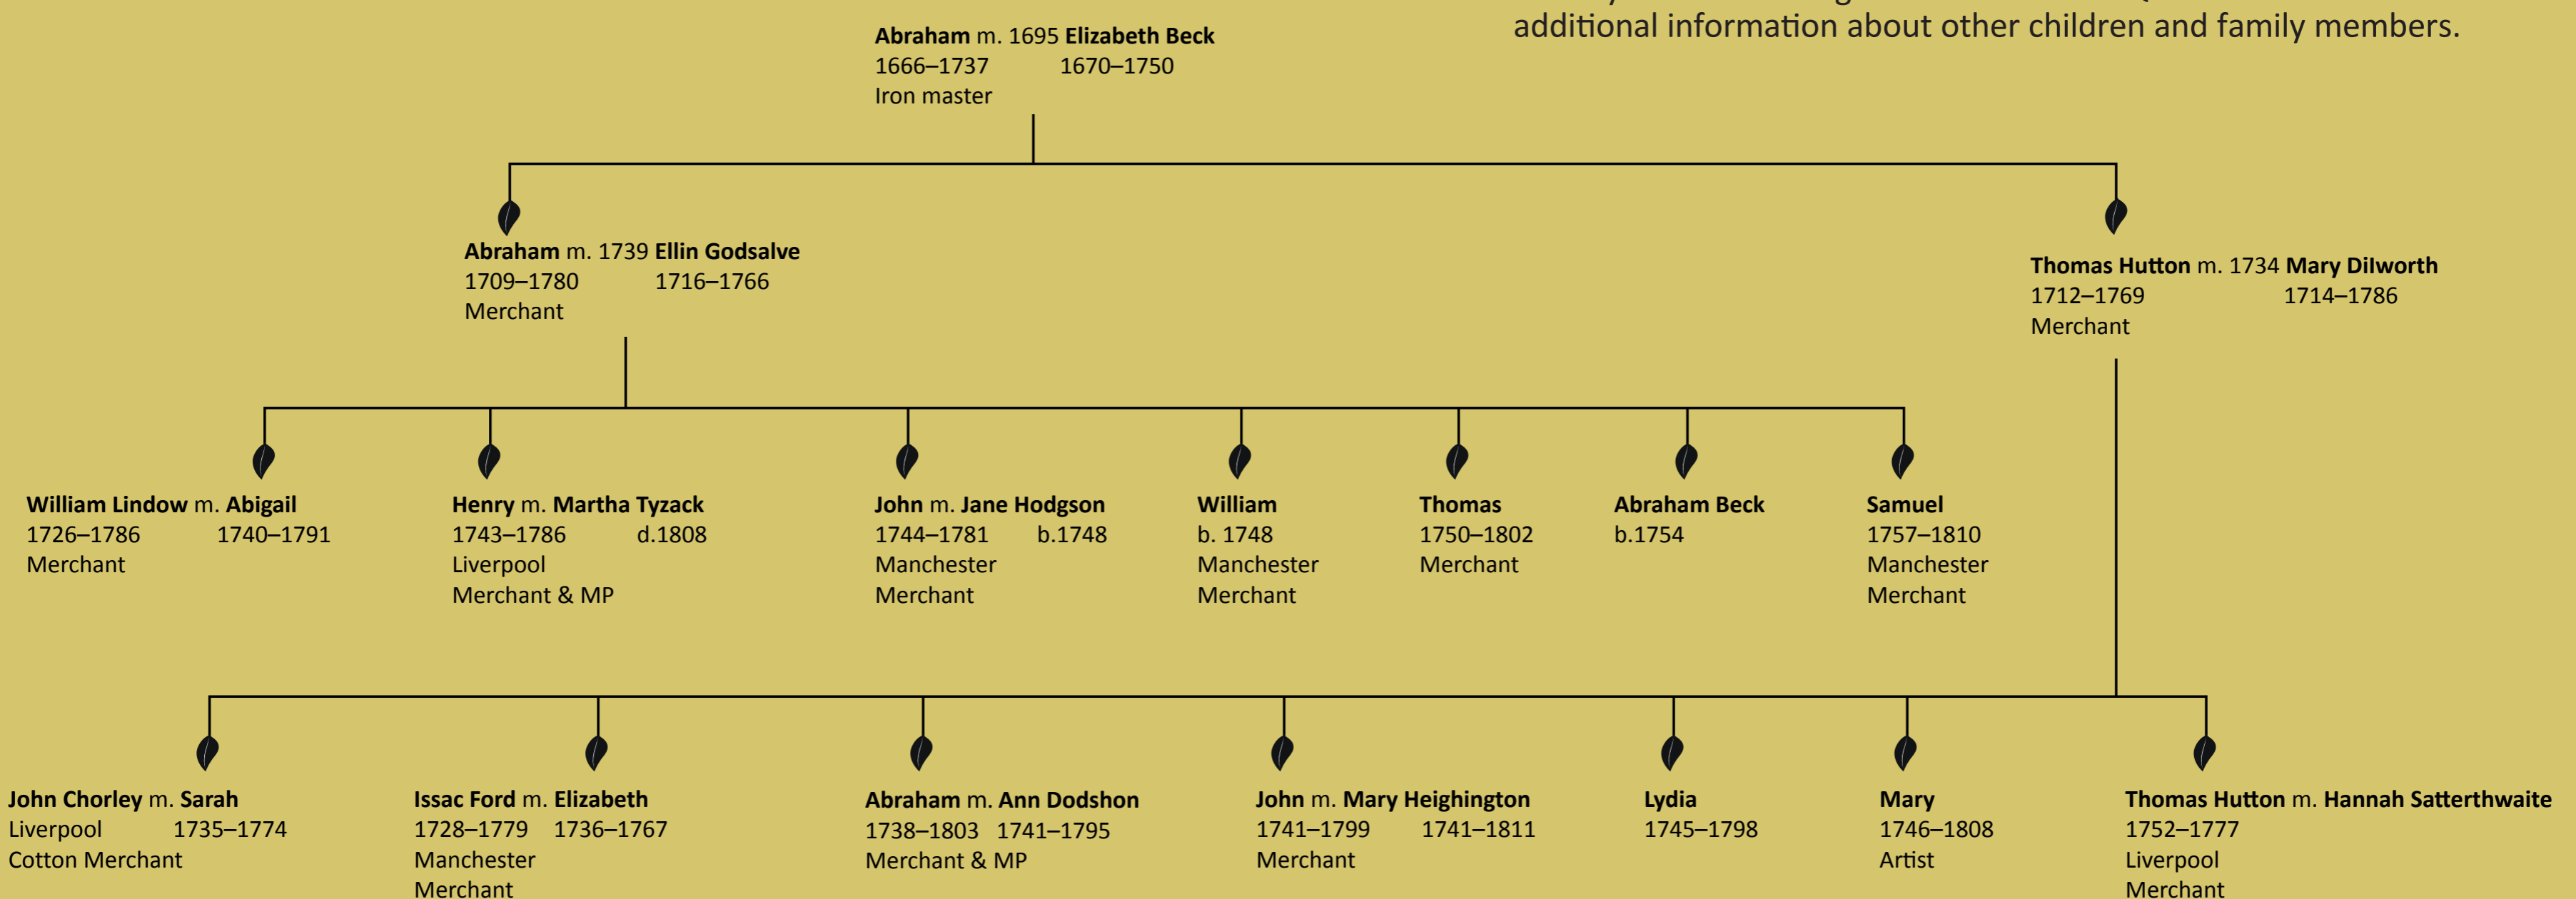 additional information about other children and family members.
Abraham m. 1695 Elizabeth Beck
1666–1737 1670–1750
Iron master
Abraham m. 1739 Ellin Godsalve
1709–1780 1716–1766
Merchant
Thomas Hutton m. 1734 Mary Dilworth
1712–1769 1714–1786
Merchant
William Lindow m. Abigail
1726–1786 1740–1791
Merchant
Henry m. Martha Tyzack
1743–1786 d.1808
Liverpool
Merchant & MP
John m. Jane Hodgson
1744–1781 b.1748
Manchester
Merchant
William
b. 1748
Manchester
Merchant
Thomas
1750–1802
Merchant
Abraham Beck
b.1754
Samuel
1757–1810
Manchester
Merchant
John Chorley m. Sarah
Liverpool 1735–1774
Cotton Merchant
Issac Ford m. Elizabeth
1728–1779 1736–1767
Manchester
Merchant
Abraham m. Ann Dodshon
1738–1803 1741–1795
Merchant & MP
John m. Mary Heighington
1741–1799 1741–1811
Merchant
Lydia
1745–1798
Mary
1746–1808
Artist
Thomas Hutton m. Hannah Satterthwaite
1752–1777
Liverpool
Merchant